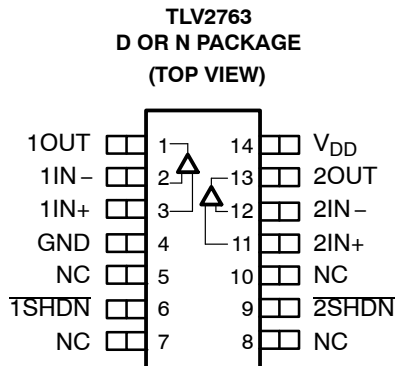 TLV2763
D OR N PACKAGE
(TOP VIEW)
1OUT 1 14 VDD
1IN − 2 13 2OUT
1IN+ 3 12 2IN −
GND 4 11 2IN+
NC 5 10 NC
1SHDN 6 9 2SHDN
NC 7 8 NC